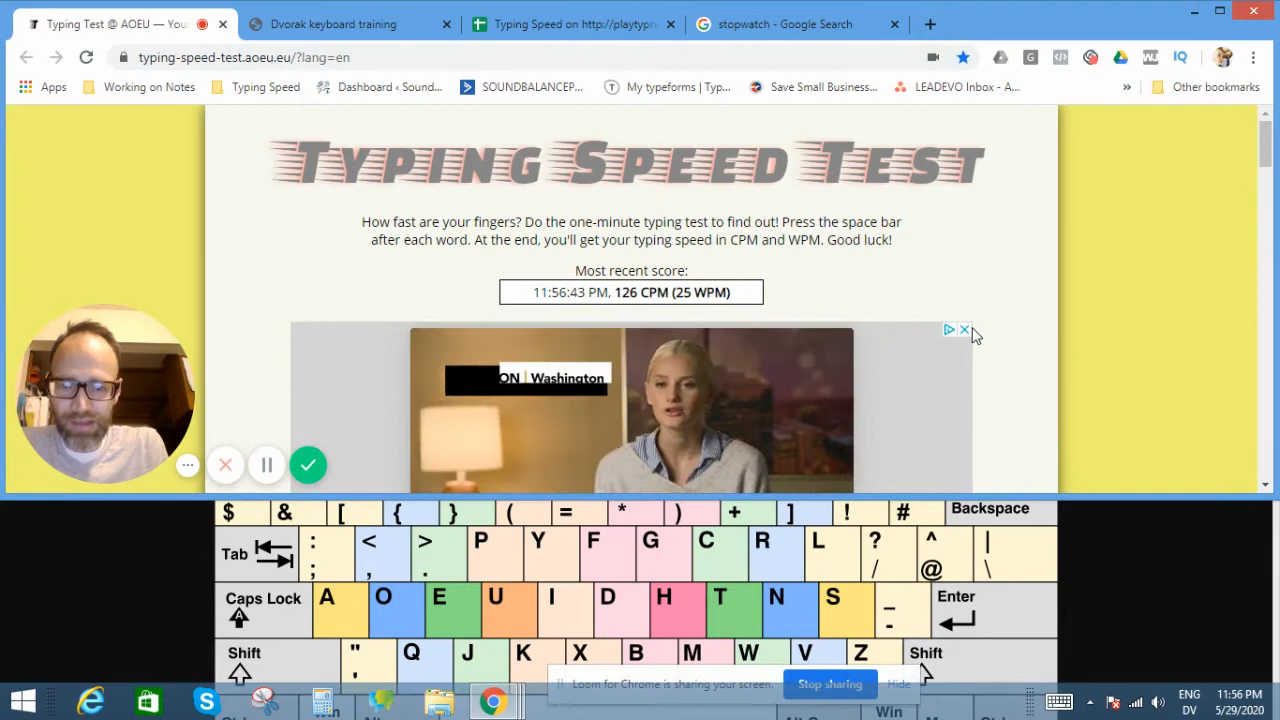 Typing Test @ AOEU — You
Dvorak keyboard training
Typing Speed on http://playtypr
stopwatch - Google Search
typing-speed-test.aoeu.eu/?lang=en
Apps
Working on Notes
Typing Speed
Dashboard ‹ Sound...
SOUNDBALANCEP...
My typeforms | Typ...
Save Small Business...
LEADEVO Inbox - A...
»
Other bookmarks
TYPING SPEED TEST
How fast are your fingers? Do the one-minute typing test to find out! Press the space bar
after each word. At the end, you'll get your typing speed in CPM and WPM. Good luck!
Most recent score:
11:56:43 PM, 126 CPM (25 WPM)
ON | Washington
$ & [ { } ( = * ) + ] ! # Backspace
Tab : ; < , > . P Y F G C R L ? / ^ @ | \
Caps Lock A O E U I D H T N S _ - Enter
Shift " ' Q J K X B M W V Z Shift
Loom for Chrome is sharing your screen.
Stop sharing
Hide
Win
ENG
DV
11:56 PM
5/29/2020